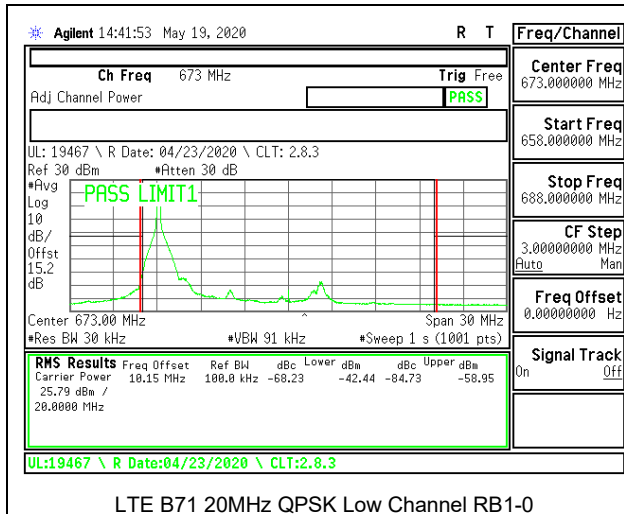 Agilent 14:41:53 May 19, 2020 R T
Ch Freq 673 MHz Trig Free
Adj Channel Power PASS
UL: 19467 \ R Date: 04/23/2020 \ CLT: 2.8.3
Ref 30 dBm #Atten 30 dB
#Avg
Log
10
dB/
Offst
15.2
dB
PASS LIMIT1
Center 673.00 MHz ^ Span 30 MHz
#Res BW 30 kHz #VBW 91 kHz #Sweep 1 s (1001 pts)
RMS Results Freq Offset Ref BW dBc Lower dBm dBc Upper dBm
Carrier Power 10.15 MHz 100.0 kHz -68.23 -42.44 -84.73 -58.95
25.79 dBm /
20.0000 MHz
UL:19467 \ R Date:04/23/2020 \ CLT:2.8.3
Freq/Channel
Center Freq
673.000000 MHz
Start Freq
658.000000 MHz
Stop Freq
688.000000 MHz
CF Step
3.00000000 MHz
Auto Man
Freq Offset
0.00000000 Hz
Signal Track
On Off
LTE B71 20MHz QPSK Low Channel RB1-0